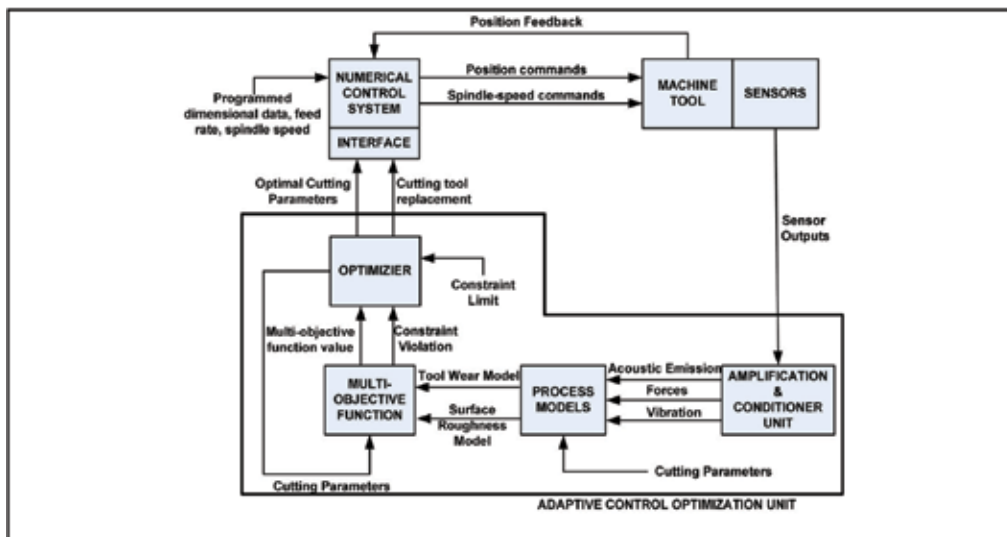 Position Feedback
NUMERICAL
CONTROL
SYSTEM
INTERFACE
Position commands
Spindle-speed commands
MACHINE
TOOL
SENSORS
Programmed
dimensional data, feed
rate, spindle speed
Optimal Cutting
Parameters
Cutting tool
replacement
Sensor
Outputs
OPTIMIZIER
Constraint
Limit
Multi-objective
function value
Constraint
Violation
MULTI-
OBJECTIVE
FUNCTION
Tool Wear Model
Surface
Roughness
Model
PROCESS
MODELS
Acoustic Emission
Forces
Vibration
AMPLIFICATION
&
CONDITIONER
UNIT
Cutting Parameters
Cutting Parameters
ADAPTIVE CONTROL OPTIMIZATION UNIT